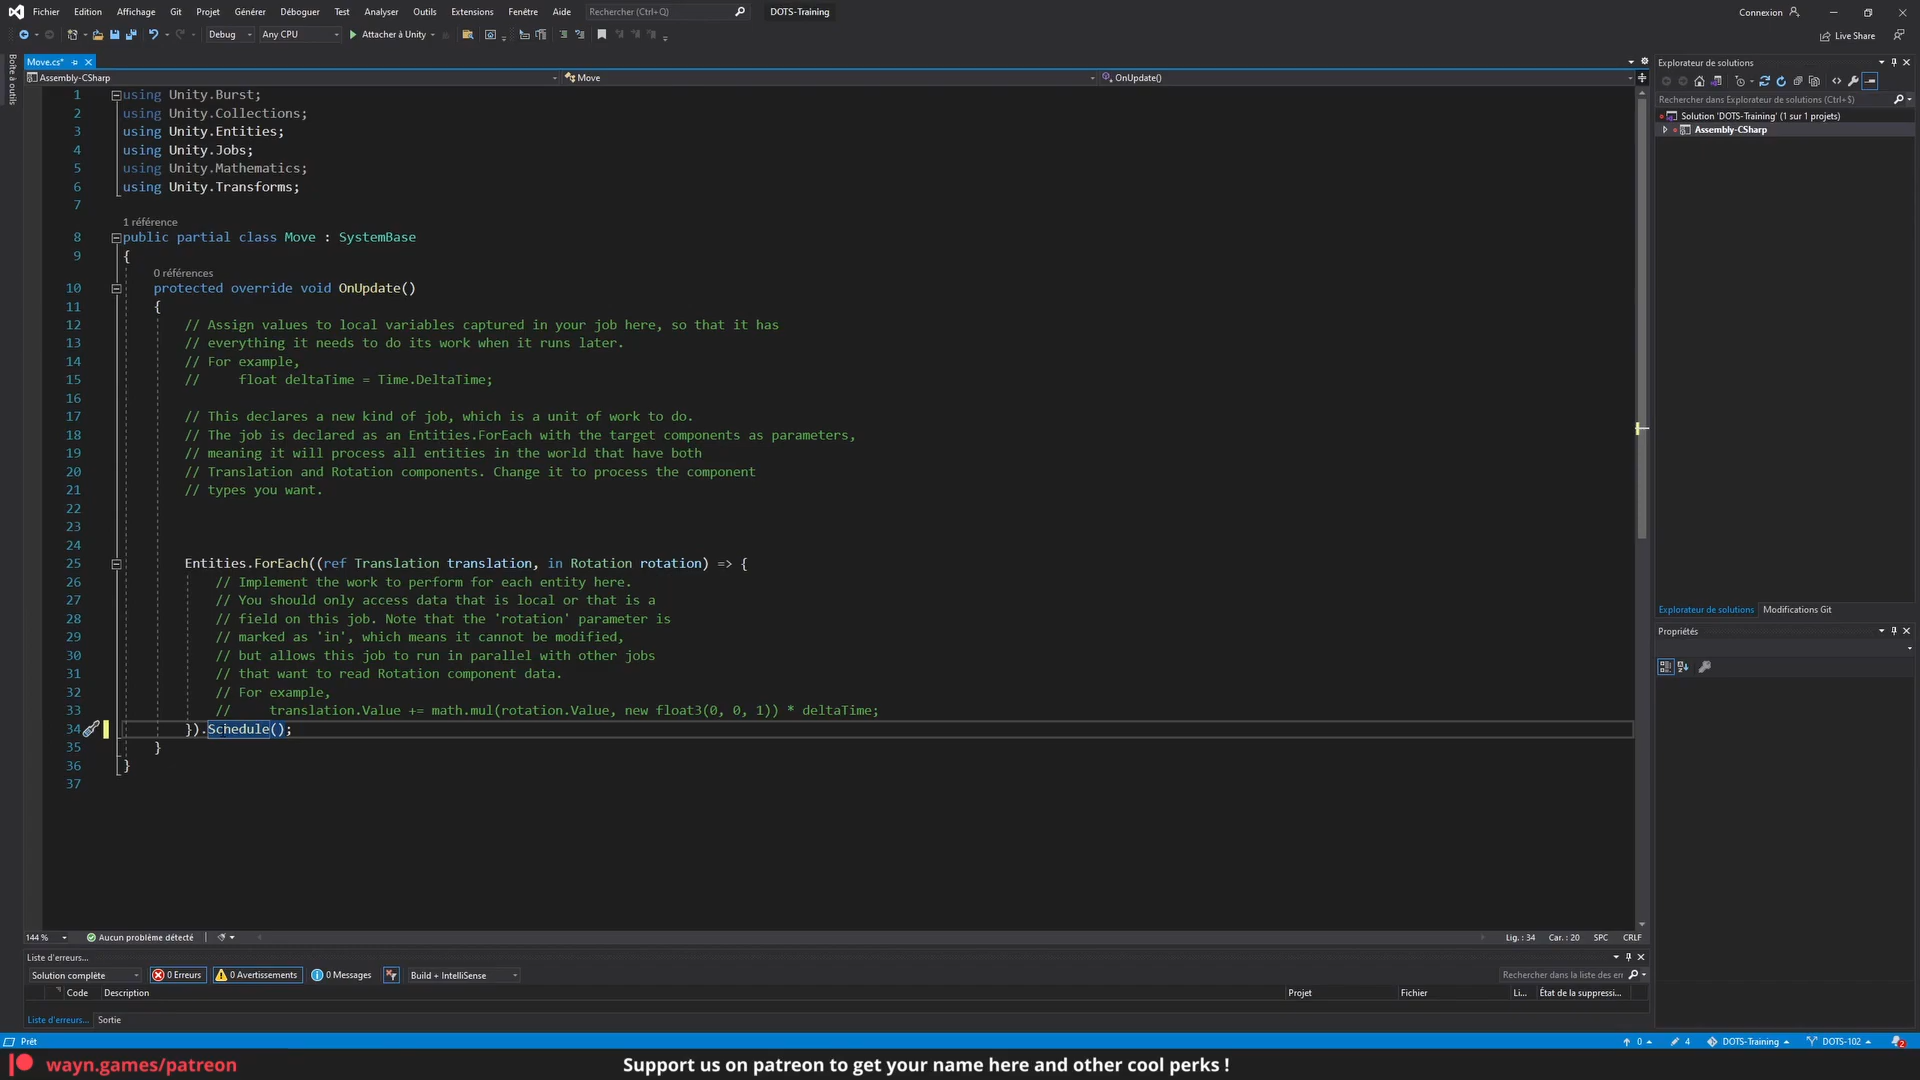 Fichier Edition Affichage Git Projet Générer Déboguer Test Analyser Outils Extensions Fenêtre Aide Rechercher (Ctrl+Q) DOTS-Training Connexion
Debug Any CPU Attacher à Unity Live Share
Boîte à outils
Move.cs*
Assembly-CSharp Move OnUpdate()
1 using Unity.Burst;
2 using Unity.Collections;
3 using Unity.Entities;
4 using Unity.Jobs;
5 using Unity.Mathematics;
6 using Unity.Transforms;
7
1 référence
8 public partial class Move : SystemBase
9 {
0 références
10 protected override void OnUpdate()
11 {
12 // Assign values to local variables captured in your job here, so that it has
13 // everything it needs to do its work when it runs later.
14 // For example,
15 //     float deltaTime = Time.DeltaTime;
16
17 // This declares a new kind of job, which is a unit of work to do.
18 // The job is declared as an Entities.ForEach with the target components as parameters,
19 // meaning it will process all entities in the world that have both
20 // Translation and Rotation components. Change it to process the component
21 // types you want.
22
23
24
25 Entities.ForEach((ref Translation translation, in Rotation rotation) => {
26 // Implement the work to perform for each entity here.
27 // You should only access data that is local or that is a
28 // field on this job. Note that the 'rotation' parameter is
29 // marked as 'in', which means it cannot be modified,
30 // but allows this job to run in parallel with other jobs
31 // that want to read Rotation component data.
32 // For example,
33 //     translation.Value += math.mul(rotation.Value, new float3(0, 0, 1)) * deltaTime;
34 }).Schedule();
35 }
36 }
37
144 % Aucun problème détecté Lig. : 34 Car. : 20 SPC CRLF
Liste d'erreurs...
Solution complète 0 Erreurs 0 Avertissements 0 Messages Build + IntelliSense Rechercher dans la liste des err
Code Description Projet Fichier Li... État de la suppressi...
Liste d'erreurs... Sortie
Explorateur de solutions
Rechercher dans Explorateur de solutions (Ctrl+$)
Solution 'DOTS-Training' (1 sur 1 projets)
Assembly-CSharp
Explorateur de solutions Modifications Git
Propriétés
Prêt 0 4 DOTS-Training DOTS-102 2
wayn.games/patreon Support us on patreon to get your name here and other cool perks !